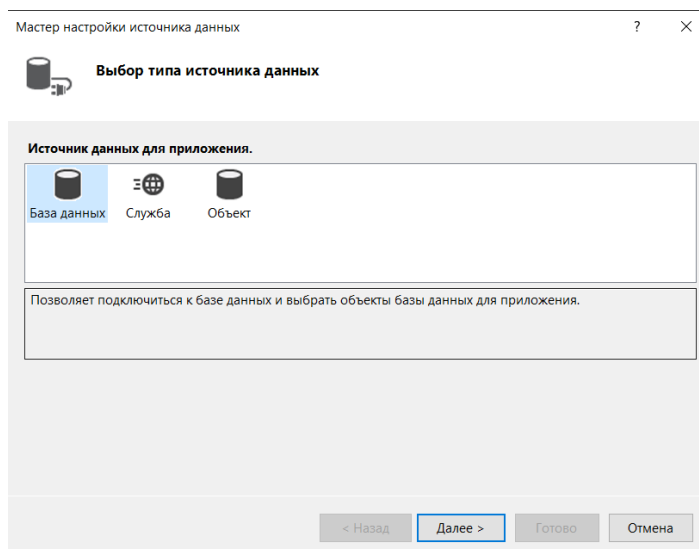 Мастер настройки источника данных
?
Выбор типа источника данных
Источник данных для приложения.
База данных Служба Объект
Позволяет подключиться к базе данных и выбрать объекты базы данных для приложения.
< Назад Далее > Готово Отмена